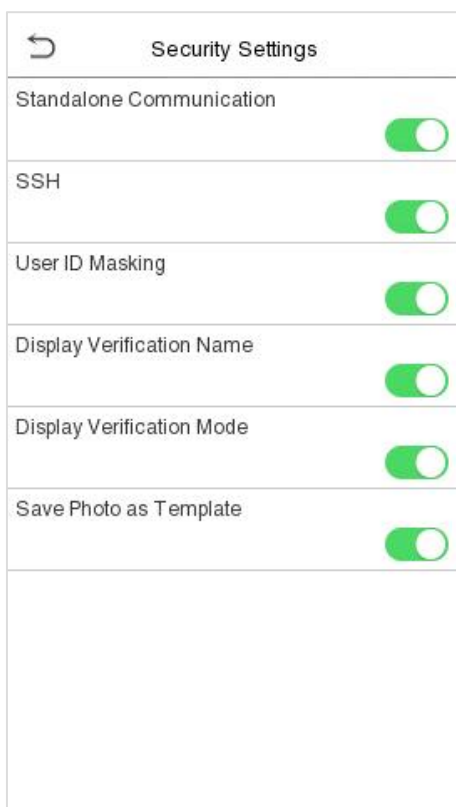 Security Settings
Standalone Communication
SSH
User ID Masking
Display Verification Name
Display Verification Mode
Save Photo as Template